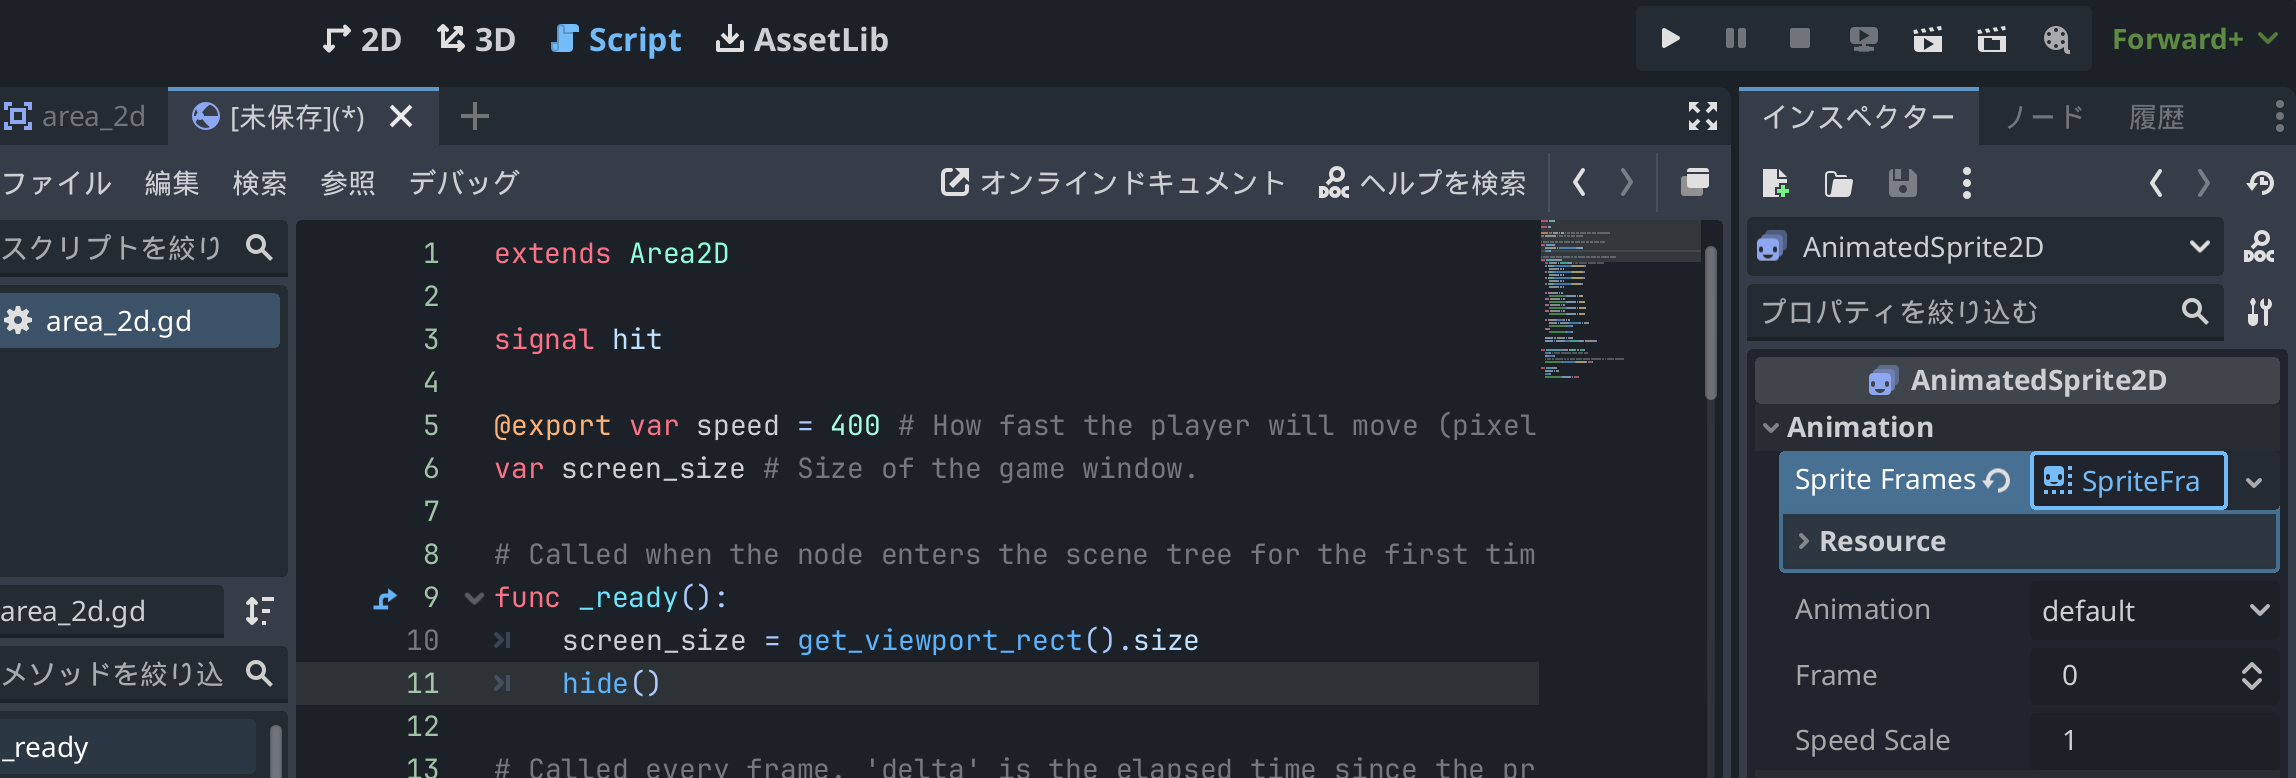 2D 3D Script AssetLib Forward+
area_2d [未保存](*) インスペクター ノード 履歴
ファイル 編集 検索 参照 デバッグ オンラインドキュメント ヘルプを検索
スクリプトを絞り
area_2d.gd
area_2d.gd
メソッドを絞り込
_ready
1 extends Area2D
2
3 signal hit
4
5 @export var speed = 400 # How fast the player will move (pixel
6 var screen_size # Size of the game window.
7
8 # Called when the node enters the scene tree for the first tim
9 func _ready():
10 screen_size = get_viewport_rect().size
11 hide()
12
13 # Called every frame. 'delta' is the elapsed time since the pr
AnimatedSprite2D
DOC
プロパティを絞り込む
AnimatedSprite2D
Animation
Sprite Frames SpriteFra
Resource
Animation default
Frame 0
Speed Scale 1